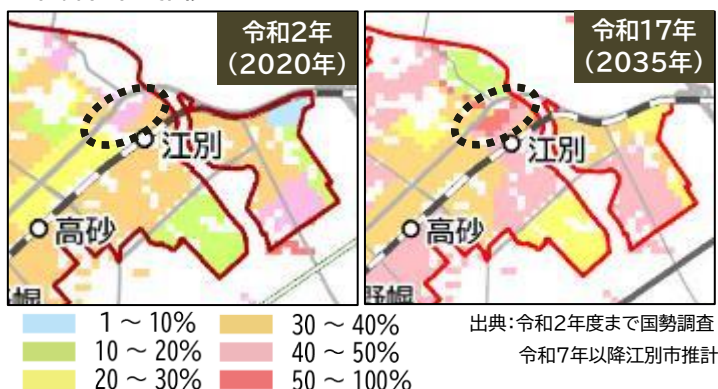 令和2年
（2020年）
江別
高砂
令和17年
（2035年）
江別
高砂
野幌
1 ～ 10%
10 ～ 20%
20 ～ 30%
30 ～ 40%
40 ～ 50%
50 ～ 100%
出典：令和2年度まで国勢調査
令和7年以降江別市推計